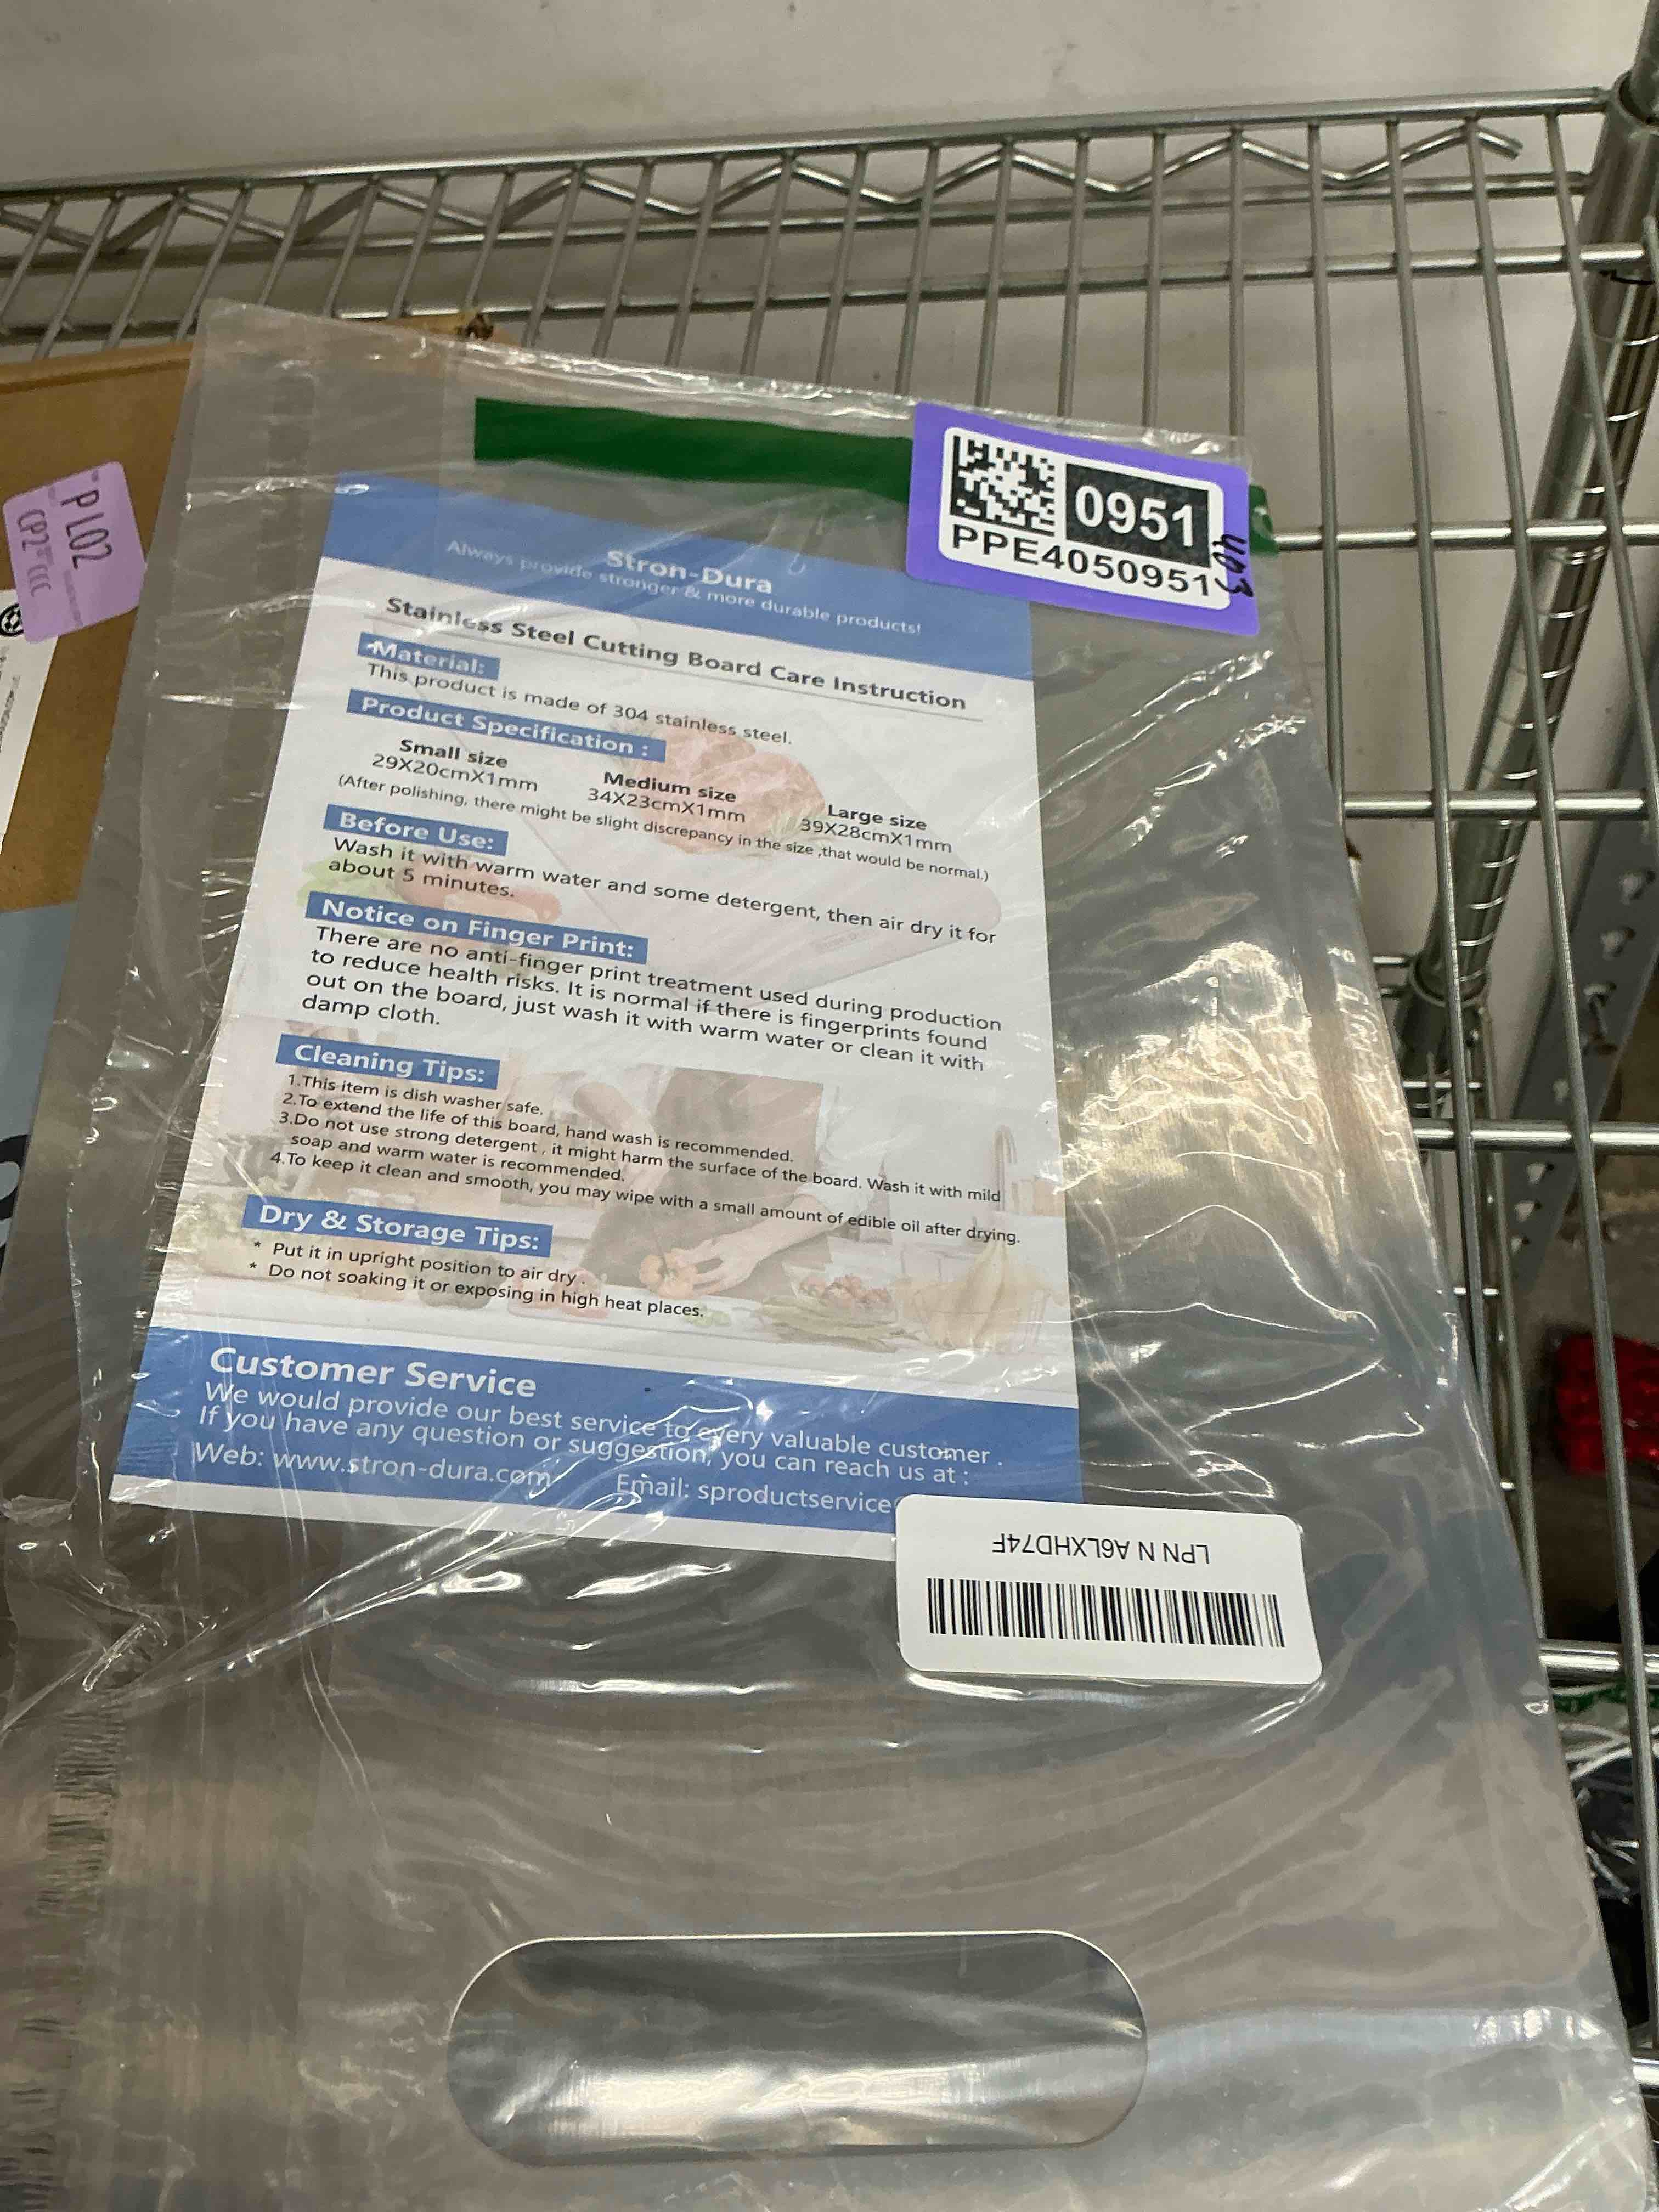 PL02
CP2 CCC
0951
PPE4050951
403
Stron-Dura
Always provide stronger & more durable products!
Stainless Steel Cutting Board Care Instruction
Material:
This product is made of 304 stainless steel.
Product Specification :
Small size
29X20cmX1mm
Medium size
34X23cmX1mm
Large size
39X28cmX1mm
(After polishing, there might be slight discrepancy in the size ,that would be normal.)
Before Use:
Wash it with warm water and some detergent, then air dry it for
about 5 minutes.
Notice on Finger Print:
There are no anti-finger print treatment used during production
to reduce health risks. It is normal if there is fingerprints found
out on the board, just wash it with warm water or clean it with
damp cloth.
Cleaning Tips:
1.This item is dish washer safe.
2.To extend the life of this board, hand wash is recommended.
3.Do not use strong detergent , it might harm the surface of the board. Wash it with mild
soap and warm water is recommended.
4.To keep it clean and smooth, you may wipe with a small amount of edible oil after drying.
Dry & Storage Tips:
* Put it in upright position to air dry .
* Do not soaking it or exposing in high heat places.
Customer Service
We would provide our best service to every valuable customer .
If you have any question or suggestion, you can reach us at :
Web: www.stron-dura.com Email: sproductservice
LPN N A6LXHD74F